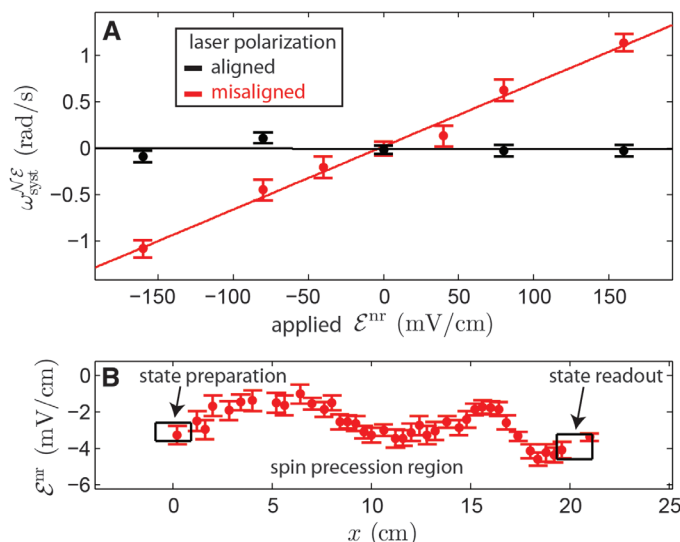 A
laser polarization
aligned
misaligned
1
0.5
0
−0.5
−1
ω^{𝒩ℰ}_{syst} (rad/s)
−150 −100 −50 0 50 100 150
applied ℰ^{nr} (mV/cm)
B
0
−2
−4
−6
ℰ^{nr} (mV/cm)
state preparation
state readout
spin precession region
0 5 10 15 20 25
x (cm)